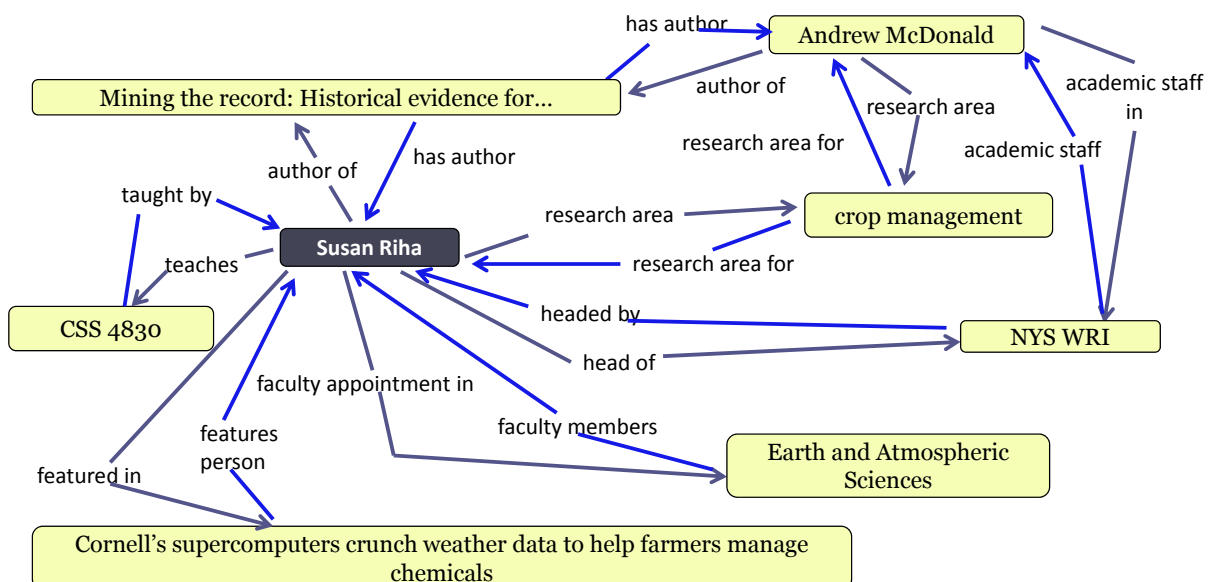 has author
Andrew McDonald
academic staff
in
Mining the record: Historical evidence for…
author of
research area
has author
research area for
academic staff
author of
taught by
research area
crop management
Susan Riha
teaches
research area for
headed by
CSS 4830
NYS WRI
head of
faculty appointment in
features
person
faculty members
Earth and Atmospheric
Sciences
featured in
Cornell’s supercomputers crunch weather data to help farmers manage
chemicals